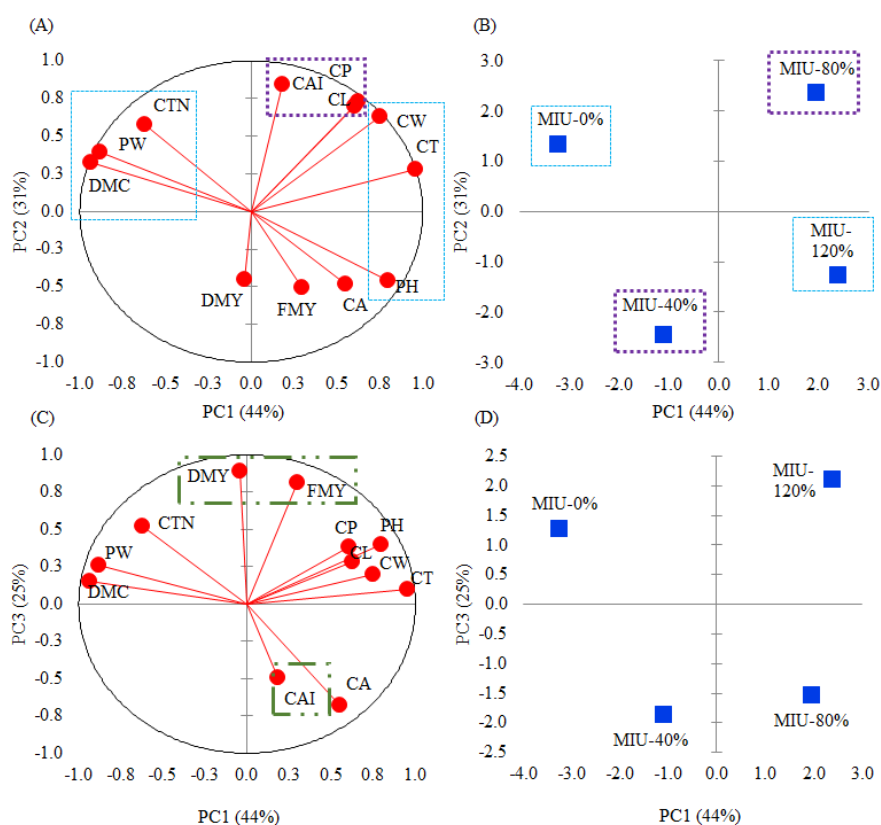 (A)
1.0
0.8
0.5
0.3
0.0
-0.3
-0.5
-0.8
-1.0
PC2 (31%)
CAI
CP
CL
CW
CT
CTN
PW
DMC
DMY
FMY
CA
PH
-1.0 -0.8 -0.5 -0.3 0.0 0.3 0.6 0.8 1.0
PC1 (44%)
(B)
3.0
2.0
1.0
0.0
-1.0
-2.0
-3.0
PC2 (31%)
MIU-80%
MIU-0%
MIU-
120%
MIU-40%
-4.0 -3.0 -2.0 -1.0 0.0 1.0 2.0 3.0
PC1 (44%)
(C)
1.0
0.8
0.5
0.3
0.0
-0.3
-0.5
-0.8
-1.0
PC3 (25%)
DMY
FMY
CTN
CP
PH
PW
CL
CW
CT
DMC
CAI
CA
-1.0 -0.8 -0.5 -0.3 0.0 0.3 0.6 0.8 1.0
PC1 (44%)
(D)
2.5
2.0
1.5
1.0
0.5
0.0
-0.5
-1.0
-1.5
-2.0
-2.5
PC3 (25%)
MIU-
120%
MIU-0%
MIU-40%
MIU-80%
-4.0 -3.0 -2.0 -1.0 0.0 1.0 2.0 3.0
PC1 (44%)